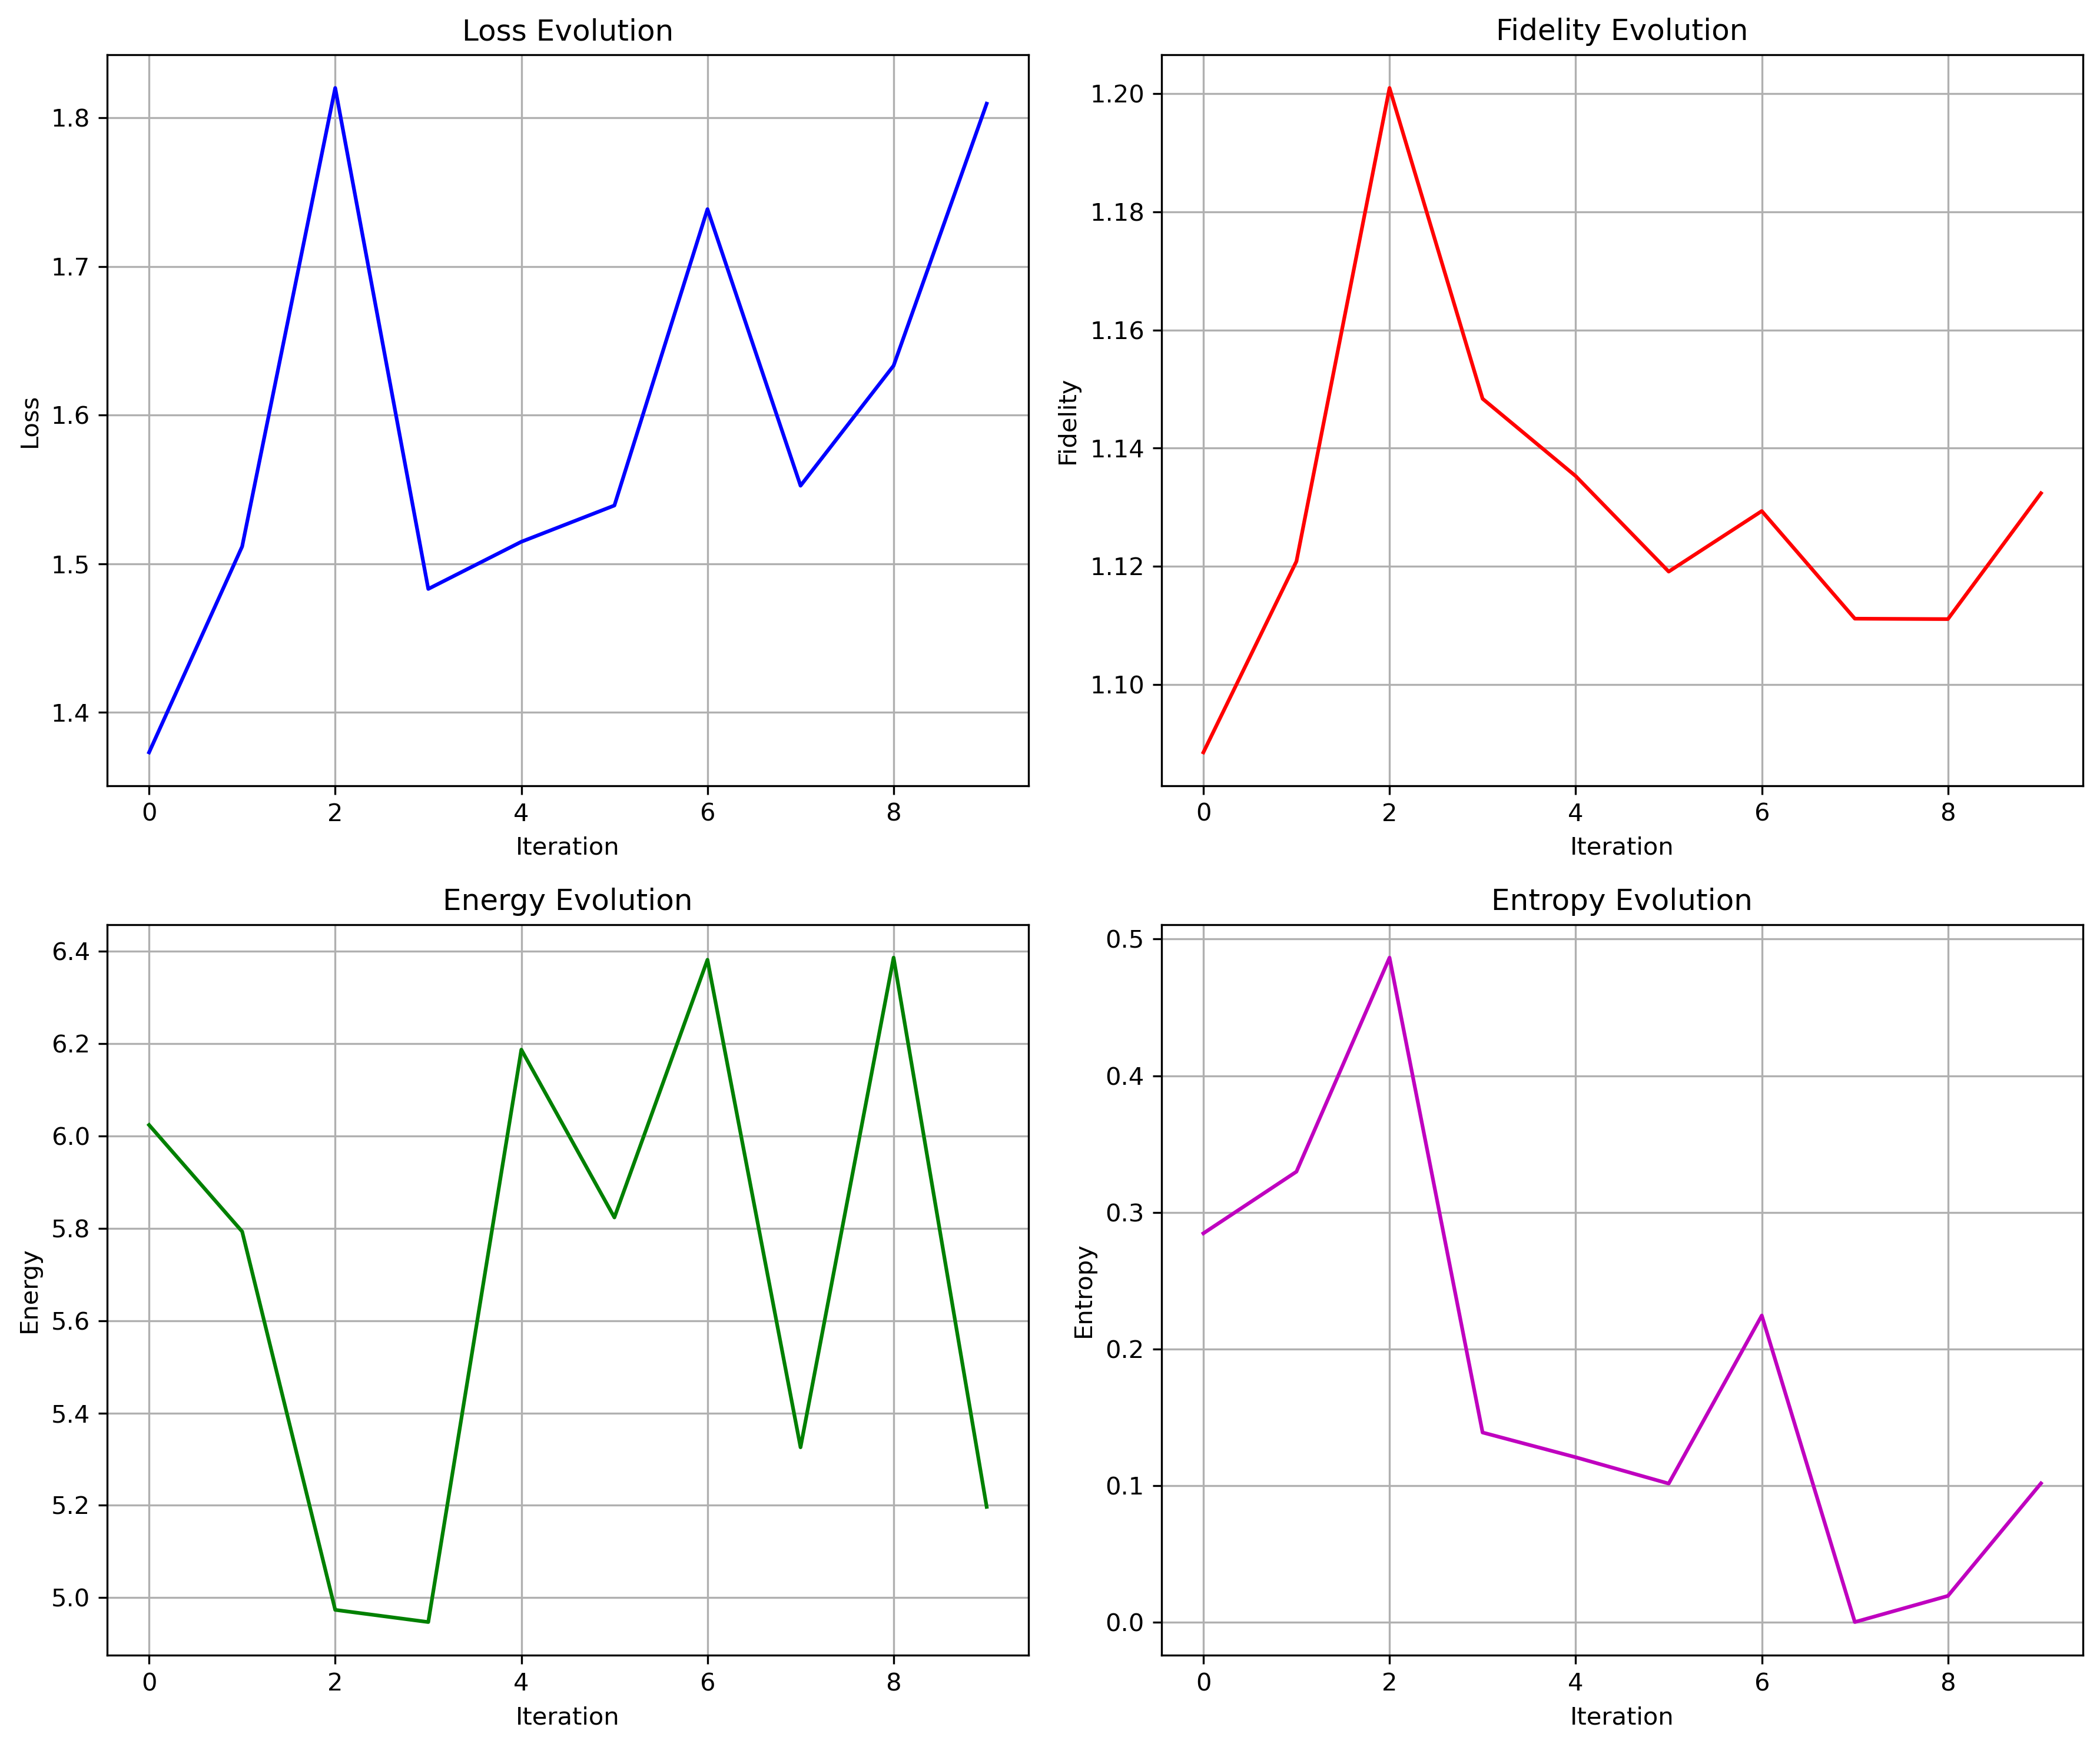 Loss Evolution
1.8
1.7
1.6
1.5
1.4
Loss
0 2 4 6 8
Iteration
Fidelity Evolution
1.20
1.18
1.16
1.14
1.12
1.10
Fidelity
0 2 4 6 8
Iteration
Energy Evolution
6.4
6.2
6.0
5.8
5.6
5.4
5.2
5.0
Energy
0 2 4 6 8
Iteration
Entropy Evolution
0.5
0.4
0.3
0.2
0.1
0.0
Entropy
0 2 4 6 8
Iteration